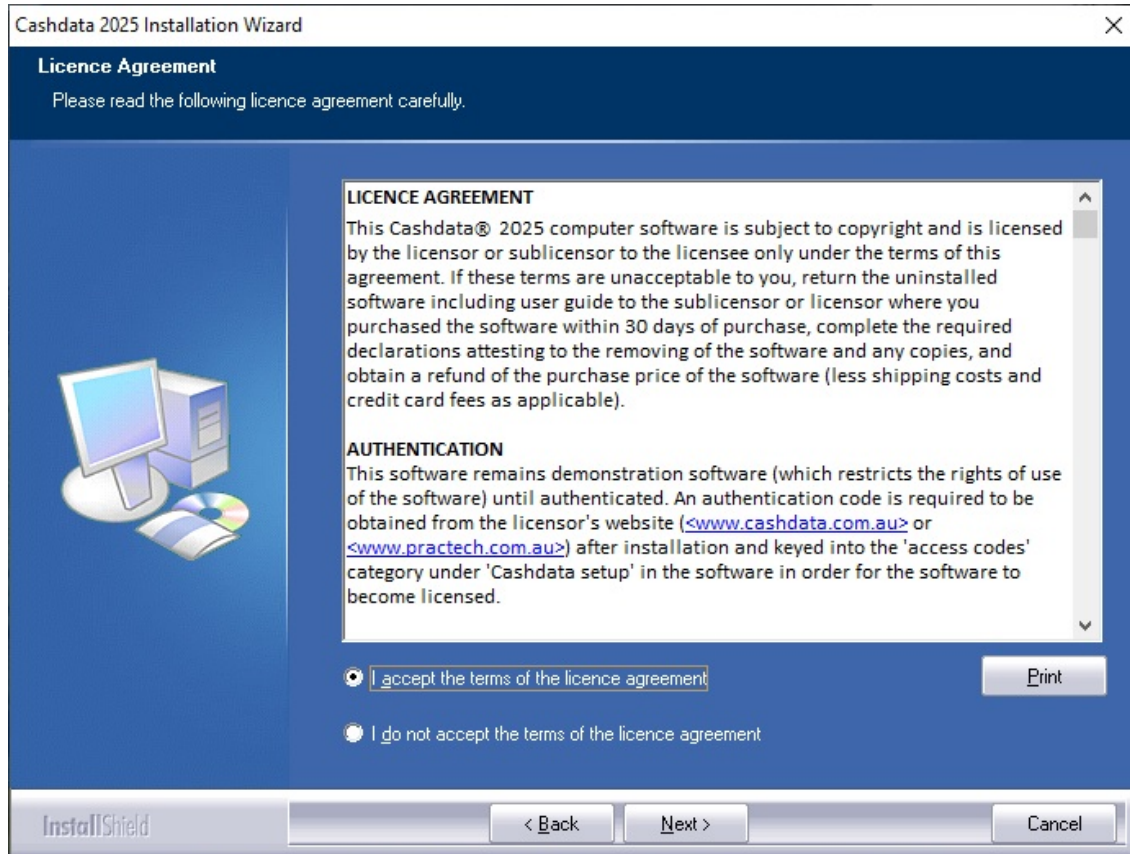 Cashdata 2025 Installation Wizard
Licence Agreement
Please read the following licence agreement carefully.
LICENCE AGREEMENT
This Cashdata® 2025 computer software is subject to copyright and is licensed
by the licensor or sublicensor to the licensee only under the terms of this
agreement. If these terms are unacceptable to you, return the uninstalled
software including user guide to the sublicensor or licensor where you
purchased the software within 30 days of purchase, complete the required
declarations attesting to the removing of the software and any copies, and
obtain a refund of the purchase price of the software (less shipping costs and
credit card fees as applicable).
AUTHENTICATION
This software remains demonstration software (which restricts the rights of use
of the software) until authenticated. An authentication code is required to be
obtained from the licensor's website (<www.cashdata.com.au> or
<www.practech.com.au>) after installation and keyed into the 'access codes'
category under 'Cashdata setup' in the software in order for the software to
become licensed.
I accept the terms of the licence agreement
Print
I do not accept the terms of the licence agreement
InstallShield
< Back
Next >
Cancel